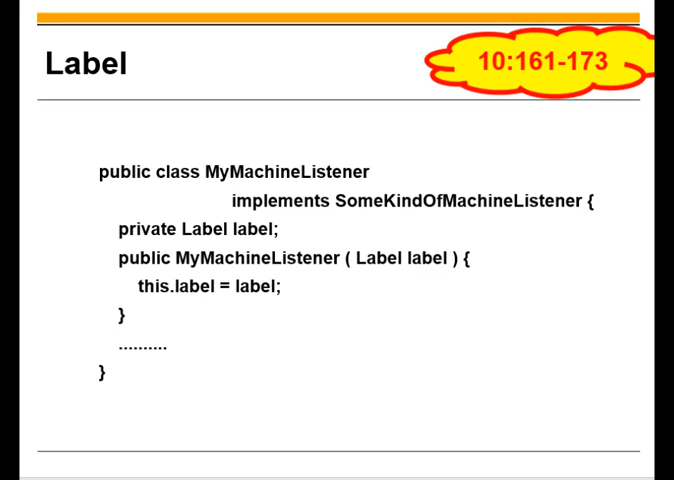 Label
10:161-173
public class MyMachineListener
implements SomeKindOfMachineListener {
private Label label;
public MyMachineListener ( Label label ) {
this.label = label;
}
..........
}